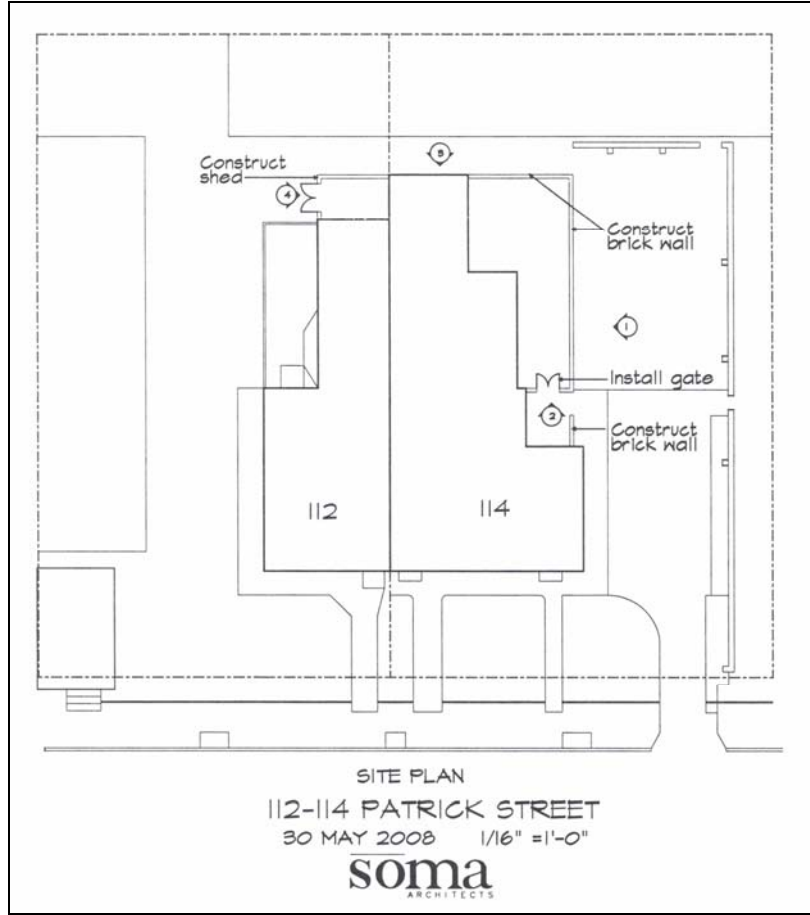 Construct
shed
3
4
Construct
brick wall
1
Install gate
2
Construct
brick wall
112
114
SITE PLAN
112-114 PATRICK STREET
30 MAY 2008 1/16" =1'-0"
soma
ARCHITECTS